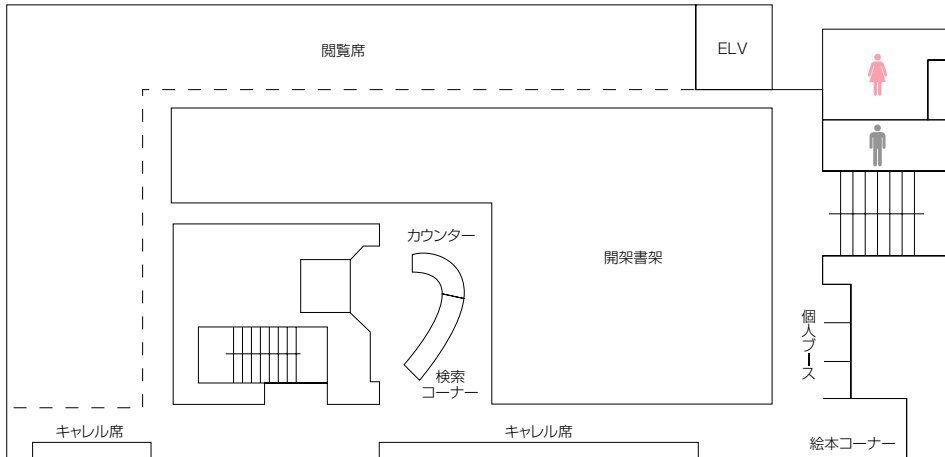 閲覧席
ELV
カウンター
開架書架
個人ブース
検索
コーナー
キャレル席
キャレル席
絵本コーナー